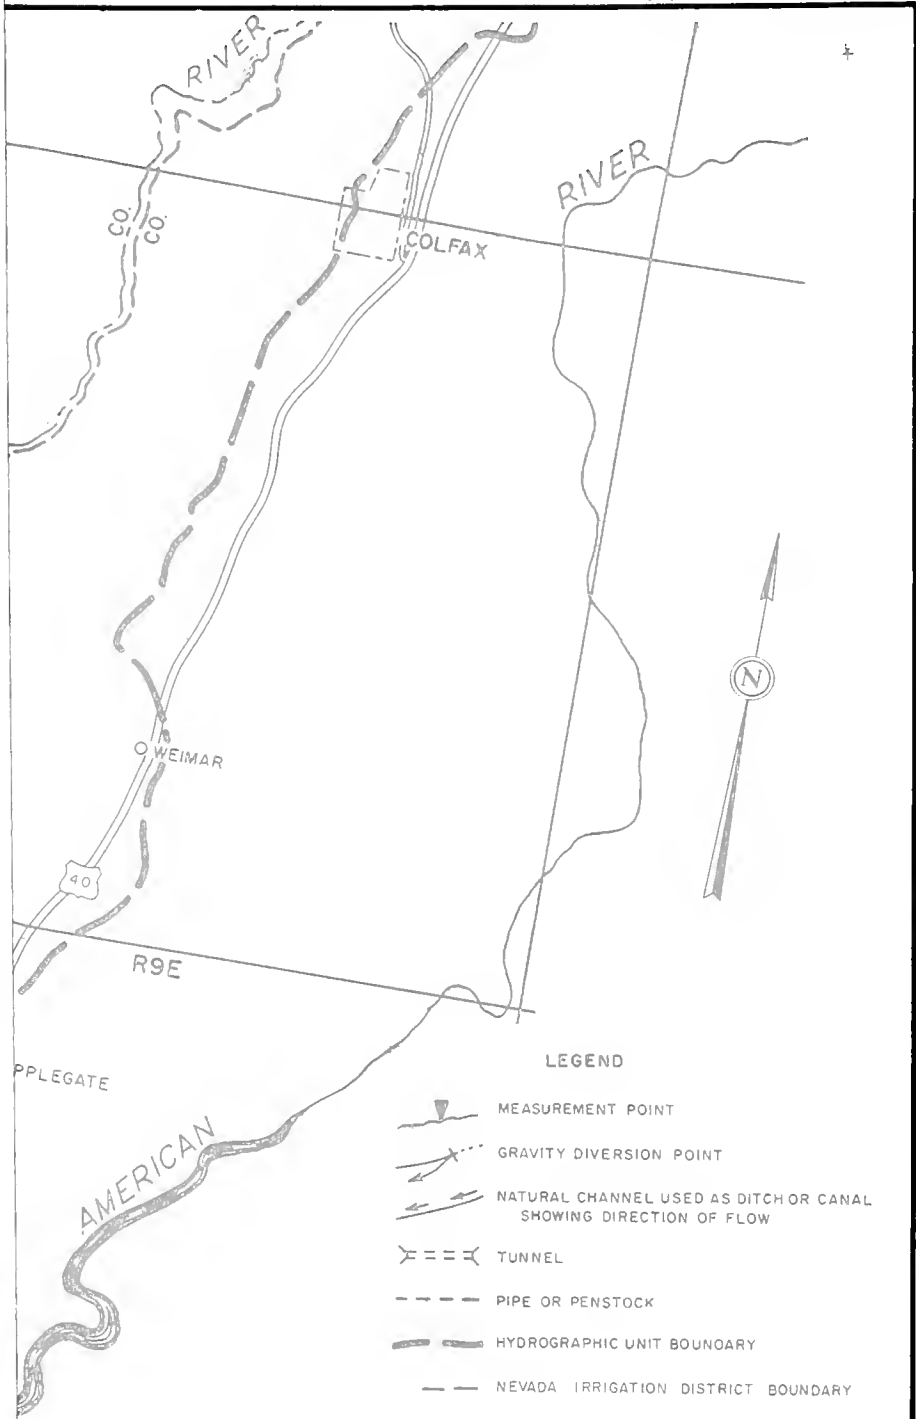 RIVER
RIVER
CO.
CO.
COLFAX
N
WEIMAR
40
R9E
PPLEGATE
AMERICAN
LEGEND
MEASUREMENT POINT
GRAVITY DIVERSION POINT
NATURAL CHANNEL USED AS DITCH OR CANAL
SHOWING DIRECTION OF FLOW
TUNNEL
PIPE OR PENSTOCK
HYDROGRAPHIC UNIT BOUNDARY
NEVADA IRRIGATION DISTRICT BOUNDARY